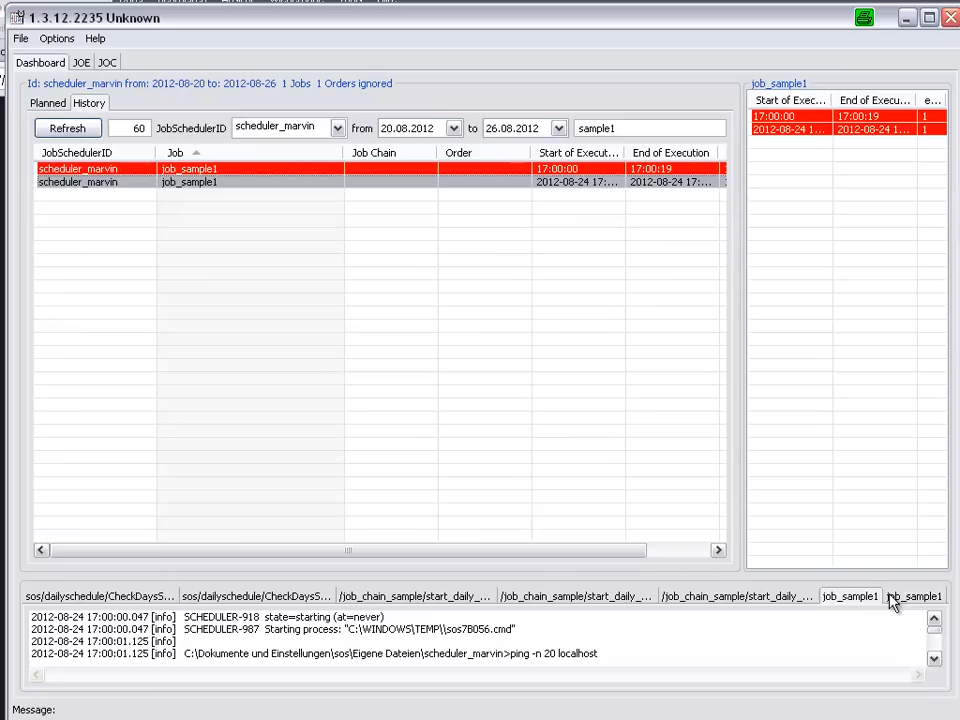 1.3.12.2235 Unknown
File Options Help
Dashboard JOE JOC
Id: scheduler_marvin from: 2012-08-20 to: 2012-08-26 1 Jobs 1 Orders ignored
Planned History
Refresh 60 JobSchedulerID scheduler_marvin from 20.08.2012 to 26.08.2012 sample1
JobSchedulerID Job Job Chain Order Start of Execut... End of Execution
scheduler_marvin job_sample1 17:00:00 17:00:19
scheduler_marvin job_sample1 2012-08-24 17:... 2012-08-24 17:...
job_sample1
Start of Exec... End of Execu... e...
17:00:00 17:00:19 1
2012-08-24 1... 2012-08-24 1... 1
sos/dailyschedule/CheckDaysS... sos/dailyschedule/CheckDaysS... /job_chain_sample/start_daily_... /job_chain_sample/start_daily_... /job_chain_sample/start_daily_... job_sample1 job_sample1
2012-08-24 17:00:00.047 [info] SCHEDULER-918 state=starting (at=never)
2012-08-24 17:00:00.047 [info] SCHEDULER-987 Starting process: "C:\WINDOWS\TEMP\\sos7B056.cmd"
2012-08-24 17:00:01.125 [info]
2012-08-24 17:00:01.125 [info] C:\Dokumente und Einstellungen\sos\Eigene Dateien\scheduler_marvin>ping -n 20 localhost
Message: